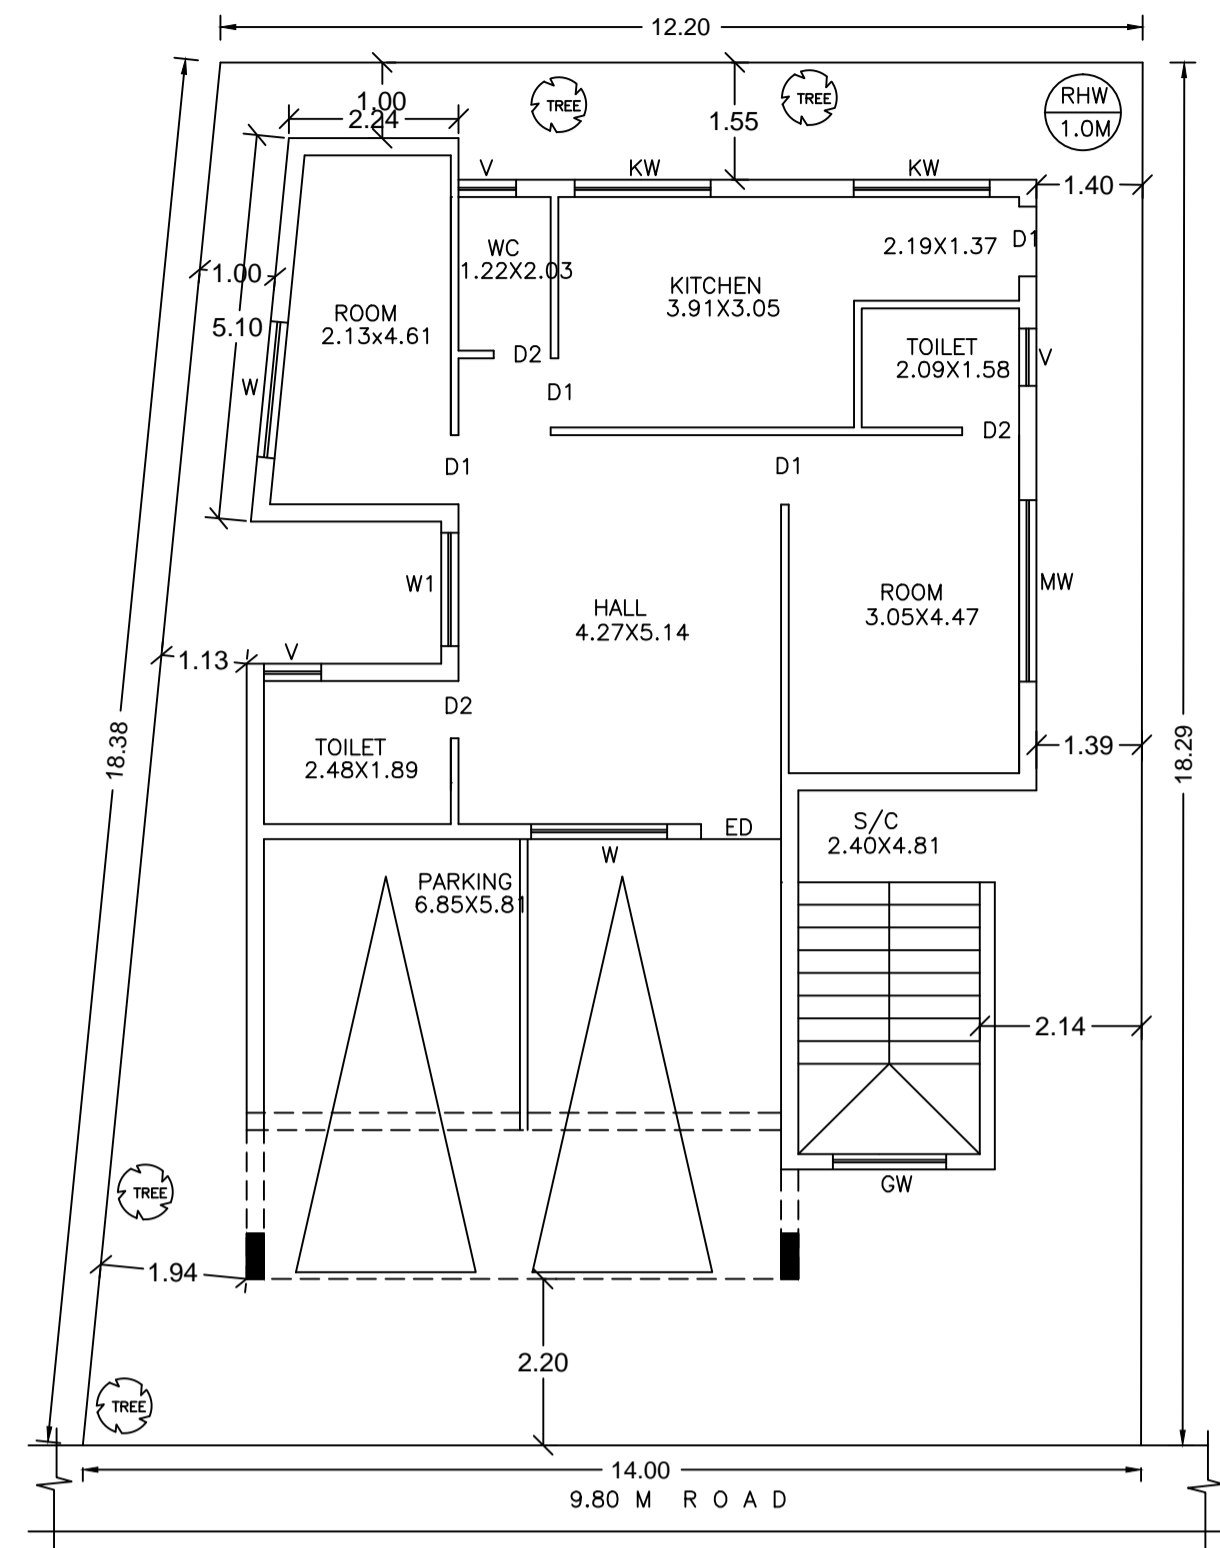 12.20
1.00
2.24
TREE
TREE
1.55
RHW
1.0M
V
KW
KW
1.40
WC
1.22X2.03
2.19X1.37
D1
1.00
5.10
ROOM
2.13x4.61
KITCHEN
3.91X3.05
TOILET
2.09X1.58
V
W
D2
D1
D2
D1
D1
W1
HALL
4.27X5.14
ROOM
3.05X4.47
MW
1.13
V
D2
18.38
TOILET
2.48X1.89
1.39
18.29
S/C
2.40X4.81
ED
W
PARKING
6.85X5.81
2.14
GW
TREE
1.94
2.20
TREE
14.00
9.80 M R O A D